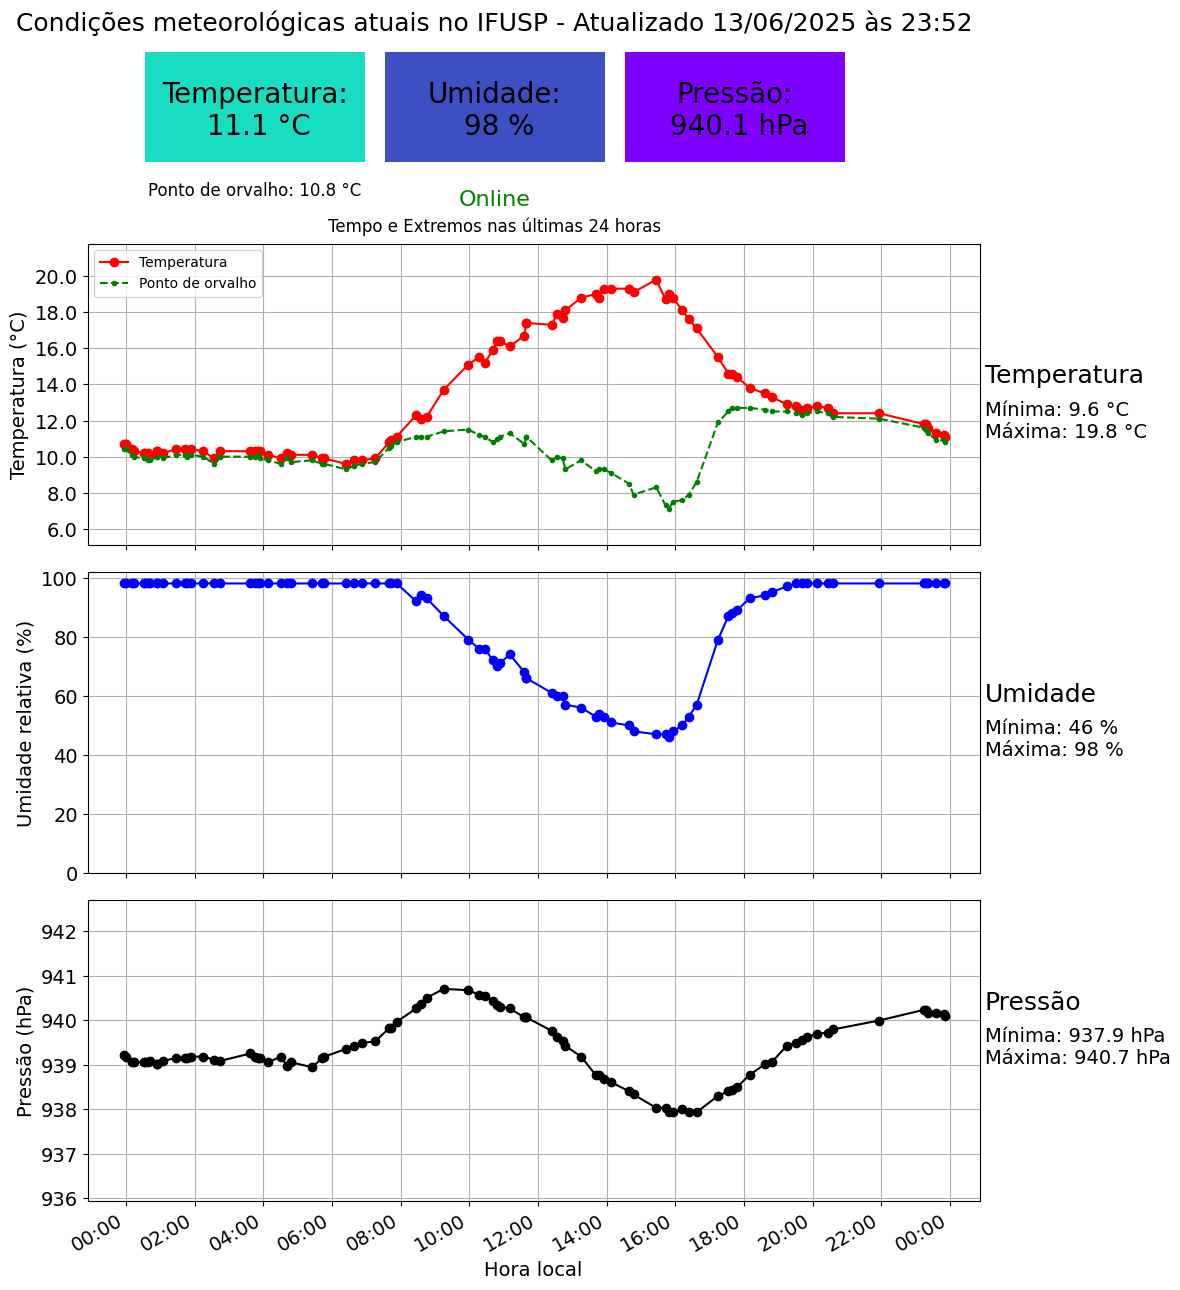 Condições meteorológicas atuais no IFUSP - Atualizado 13/06/2025 às 23:52
Temperatura:
11.1 °C
Umidade:
98 %
Pressão:
940.1 hPa
Ponto de orvalho: 10.8 °C
Online
Tempo e Extremos nas últimas 24 horas
Temperatura
Ponto de orvalho
Temperatura (°C)
20.0
18.0
16.0
14.0
12.0
10.0
8.0
6.0
Temperatura
Mínima: 9.6 °C
Máxima: 19.8 °C
Umidade relativa (%)
100
80
60
40
20
0
Umidade
Mínima: 46 %
Máxima: 98 %
Pressão (hPa)
942
941
940
939
938
937
936
Pressão
Mínima: 937.9 hPa
Máxima: 940.7 hPa
00:00 02:00 04:00 06:00 08:00 10:00 12:00 14:00 16:00 18:00 20:00 22:00 00:00
Hora local